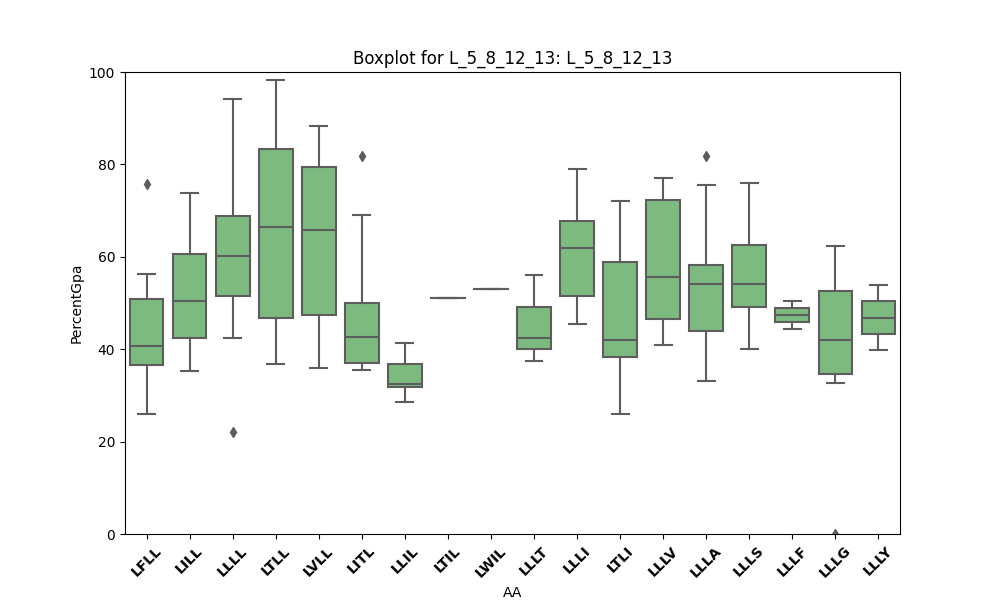 Boxplot for L_5_8_12_13: L_5_8_12_13
PercentGpa
100
80
60
40
20
0
LFLL LILL LLLL LTLL LVLL LITL LLIL LTIL LWIL LLLT LLLI LTLI LLLV LLLA LLLS LLLF LLLG LLLY
AA